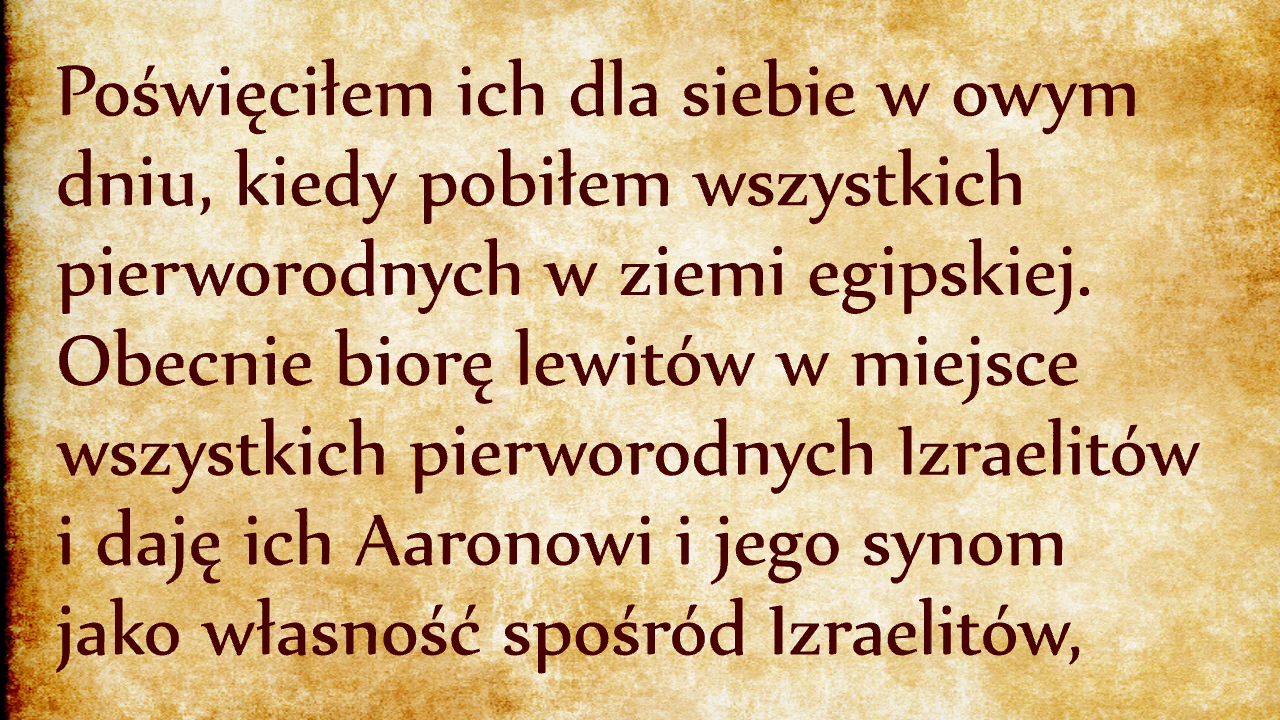 Poświęciłem ich dla siebie w owym
dniu, kiedy pobiłem wszystkich
pierworodnych w ziemi egipskiej.
Obecnie biorę lewitów w miejsce
wszystkich pierworodnych Izraelitów
i daję ich Aaronowi i jego synom
jako własność spośród Izraelitów,